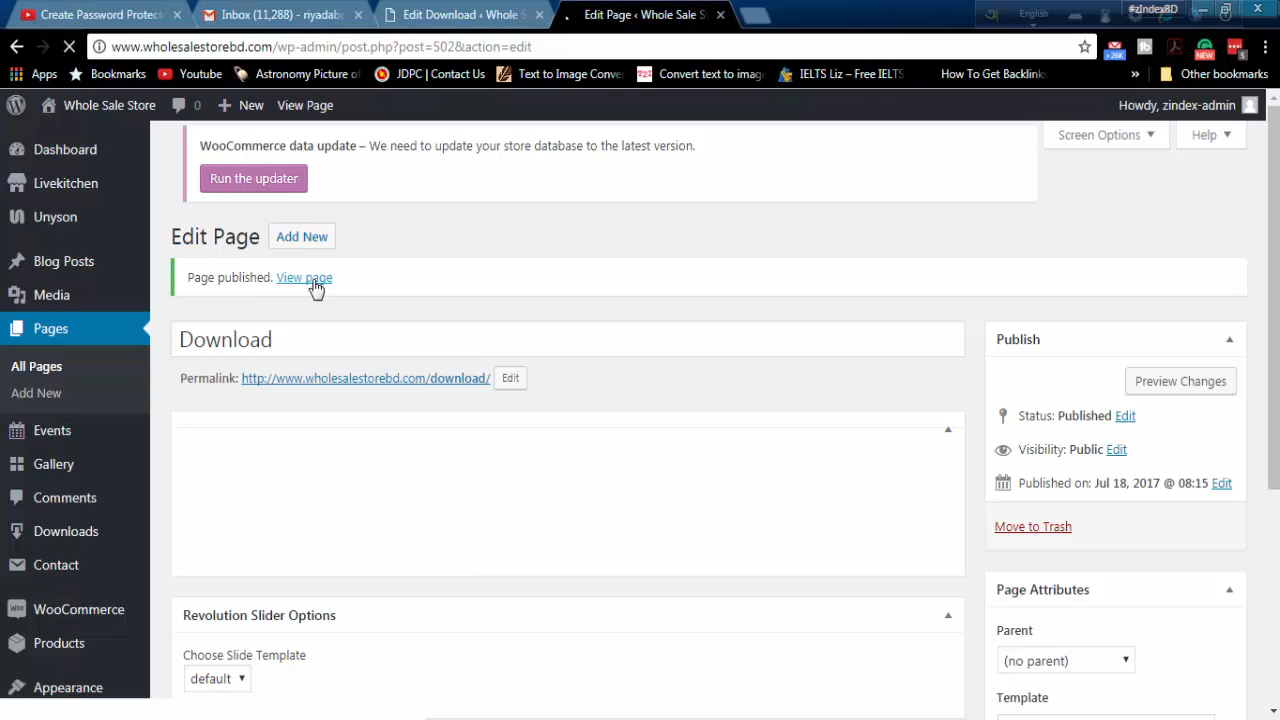 Create Password Protect
Inbox (11,288) - riyadabc
Edit Download ‹ Whole S
Edit Page ‹ Whole Sale S
English
#zIndexBD
www.wholesalestorebd.com/wp-admin/post.php?post=502&action=edit
>26K
NEW
5
Apps
Bookmarks
Youtube
Astronomy Picture of
JDPC | Contact Us
Text to Image Conver
Convert text to imag
IELTS Liz – Free IELTS
How To Get Backlinks
»
Other bookmarks
Whole Sale Store
0
New
View Page
Howdy, zindex-admin
Screen Options
Help
WooCommerce data update – We need to update your store database to the latest version.
Run the updater
Dashboard
Livekitchen
Unyson
Blog Posts
Media
Pages
All Pages
Add New
Events
Gallery
Comments
Downloads
Contact
WooCommerce
Products
Appearance
Edit Page
Add New
Page published. View page
Download
Permalink: http://www.wholesalestorebd.com/download/ Edit
Revolution Slider Options
Choose Slide Template
default
Publish
Preview Changes
Status: Published Edit
Visibility: Public Edit
Published on: Jul 18, 2017 @ 08:15 Edit
Move to Trash
Page Attributes
Parent
(no parent)
Template